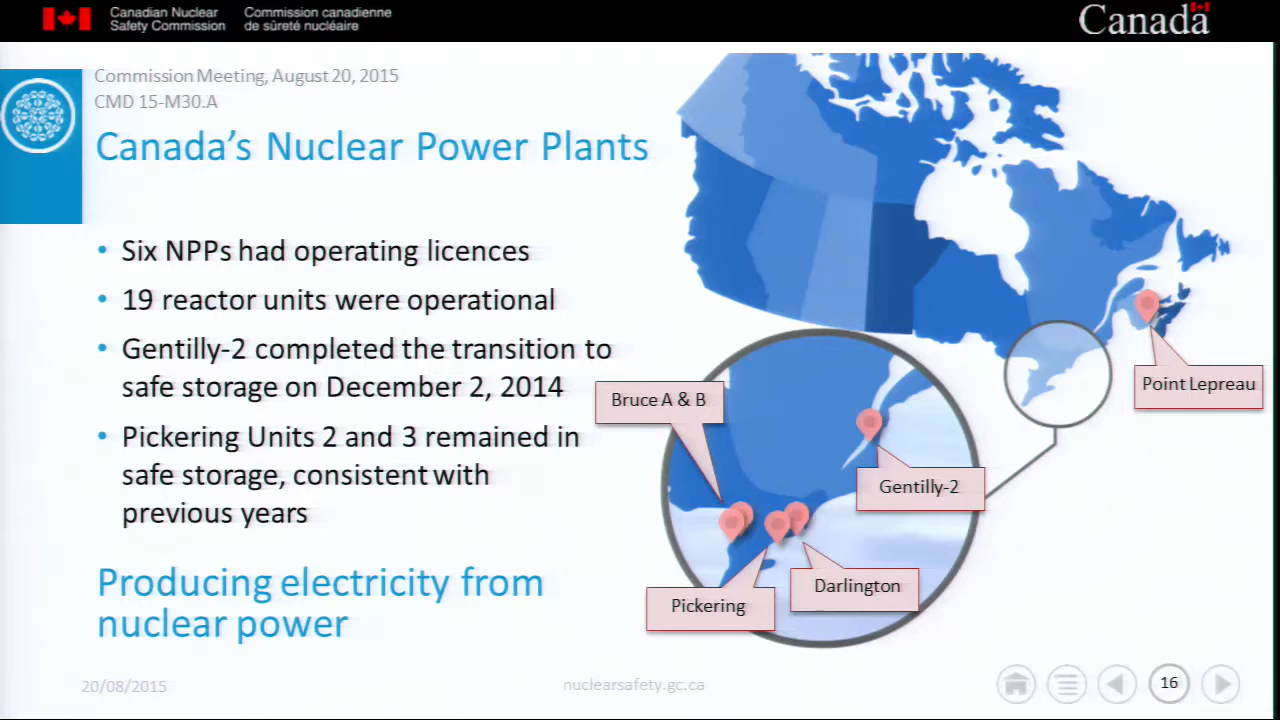 Canadian Nuclear Safety Commission
Commission canadienne de sûreté nucléaire
Canada
Commission Meeting, August 20, 2015
CMD 15-M30.A
Canada's Nuclear Power Plants
• Six NPPs had operating licences
• 19 reactor units were operational
• Gentilly-2 completed the transition to
safe storage on December 2, 2014
• Pickering Units 2 and 3 remained in
safe storage, consistent with
previous years
Producing electricity from
nuclear power
Bruce A & B
Point Lepreau
Gentilly-2
Darlington
Pickering
20/08/2015
nuclearsafety.gc.ca
16